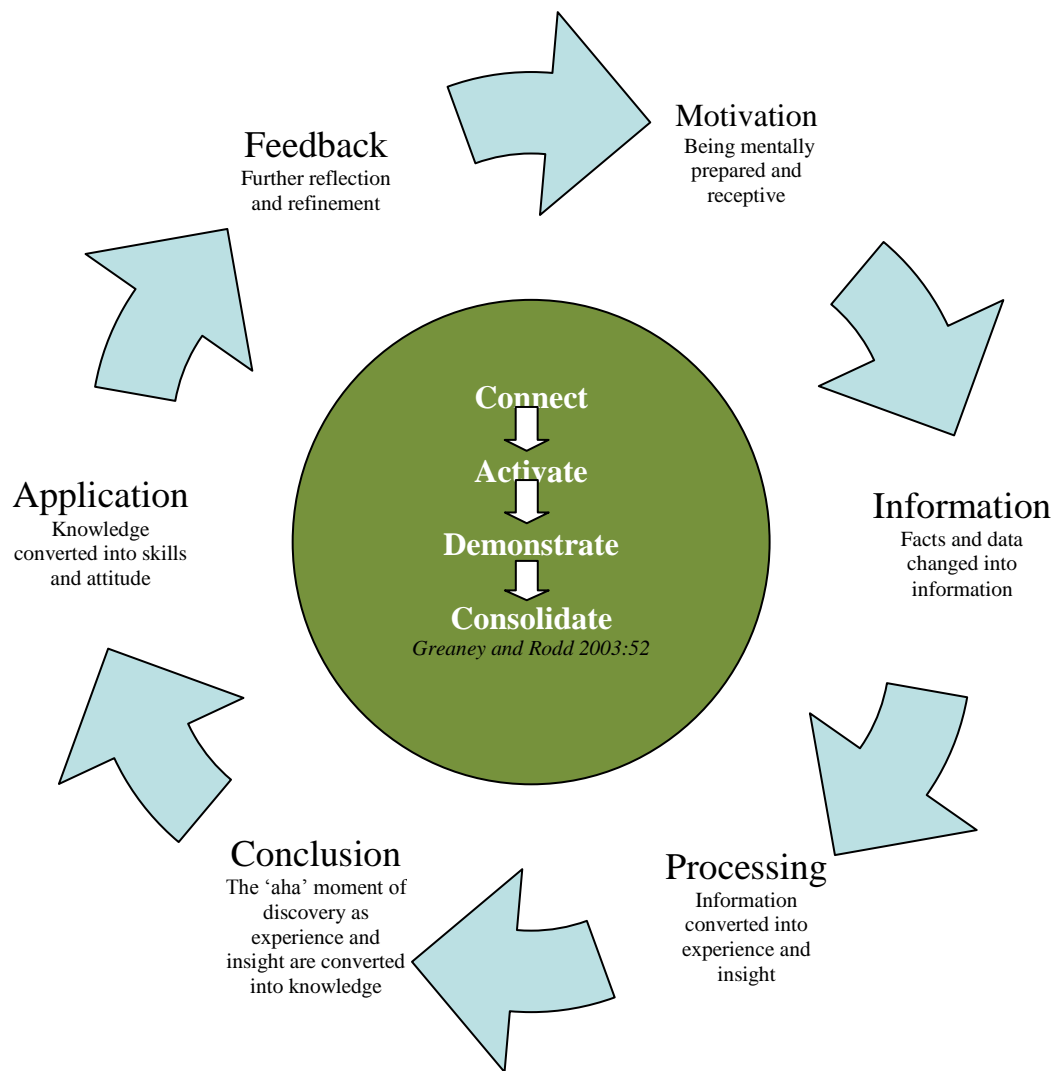 Motivation
Being mentally
prepared and
receptive
Information
Facts and data
changed into
information
Processing
Information
converted into
experience and
insight
Conclusion
The ‘aha’ moment of
discovery as
experience and
insight are converted
into knowledge
Application
Knowledge
converted into skills
and attitude
Feedback
Further reflection
and refinement
Connect
Activate
Demonstrate
Consolidate
Greaney and Rodd 2003:52